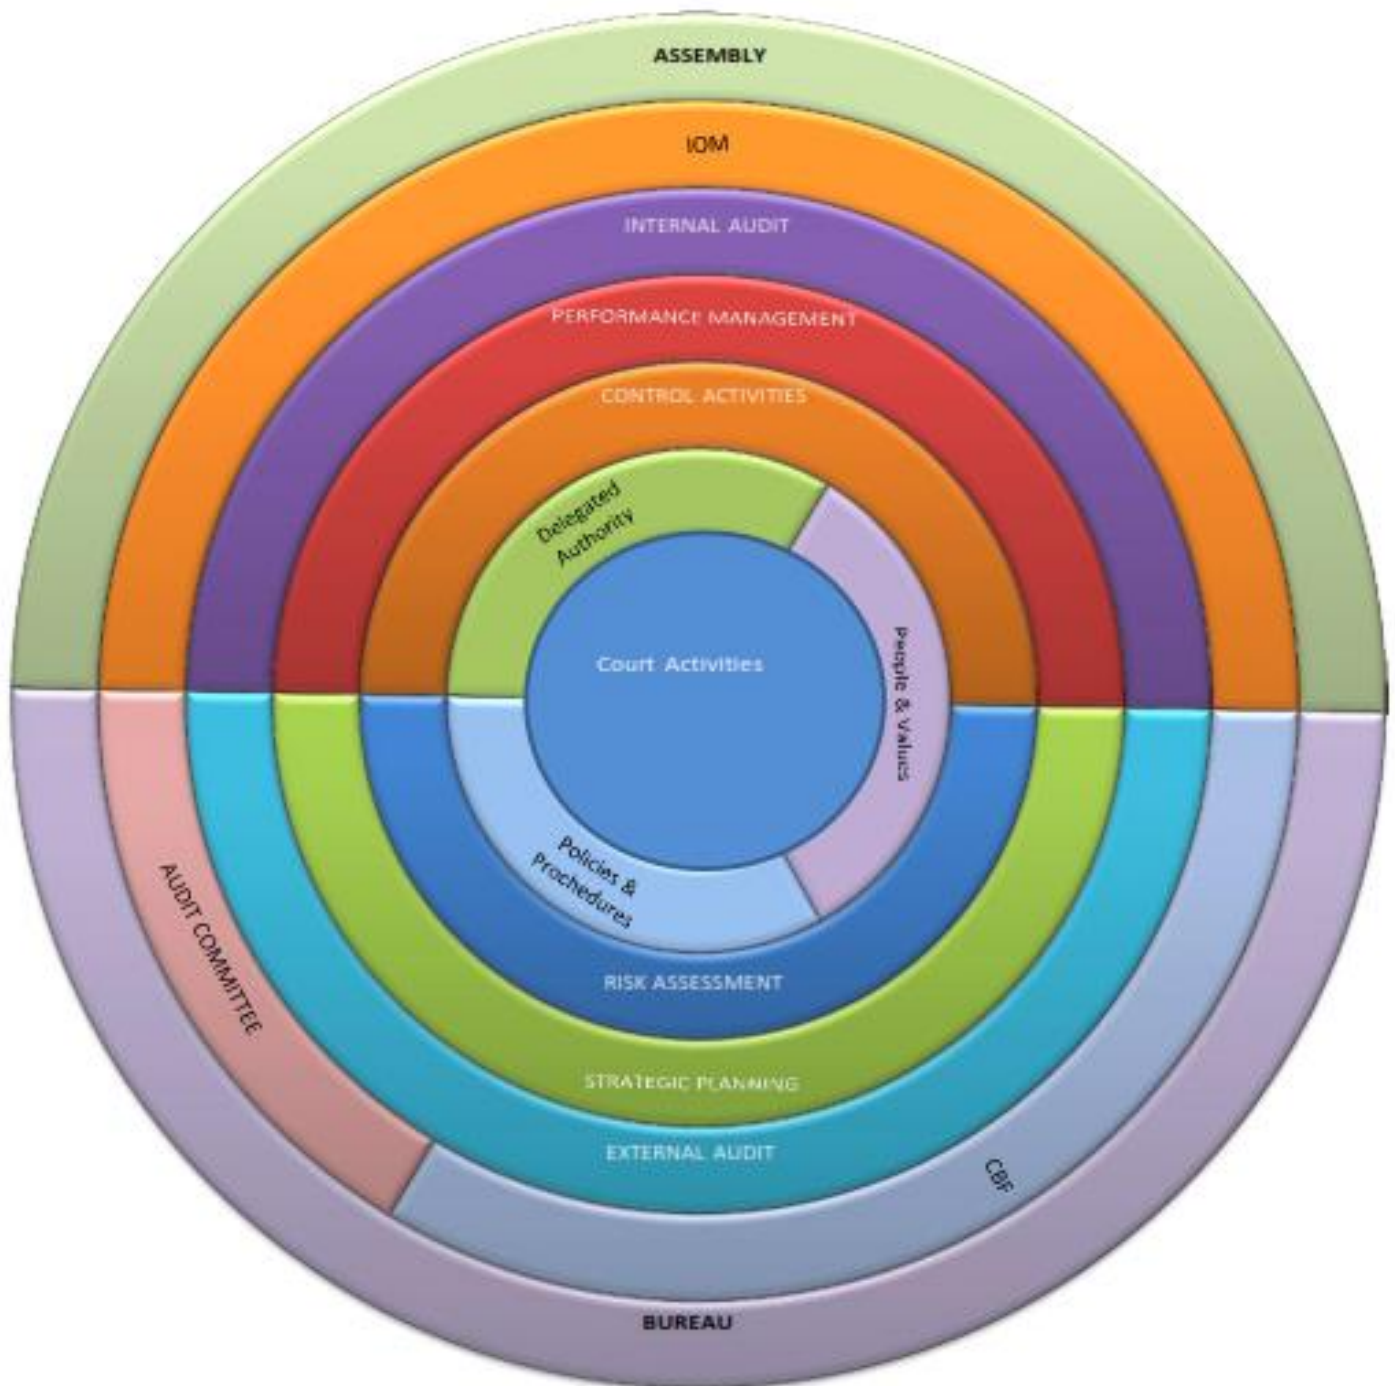 ASSEMBLY
IOM
INTERNAL AUDIT
PERFORMANCE MANAGEMENT
CONTROL ACTIVITIES
Delegated
Authority
People & Values
Court Activities
Policies &
Prochedures
RISK ASSESSMENT
STRATEGIC PLANNING
EXTERNAL AUDIT
AUDIT COMMITTEE
CBF
BUREAU